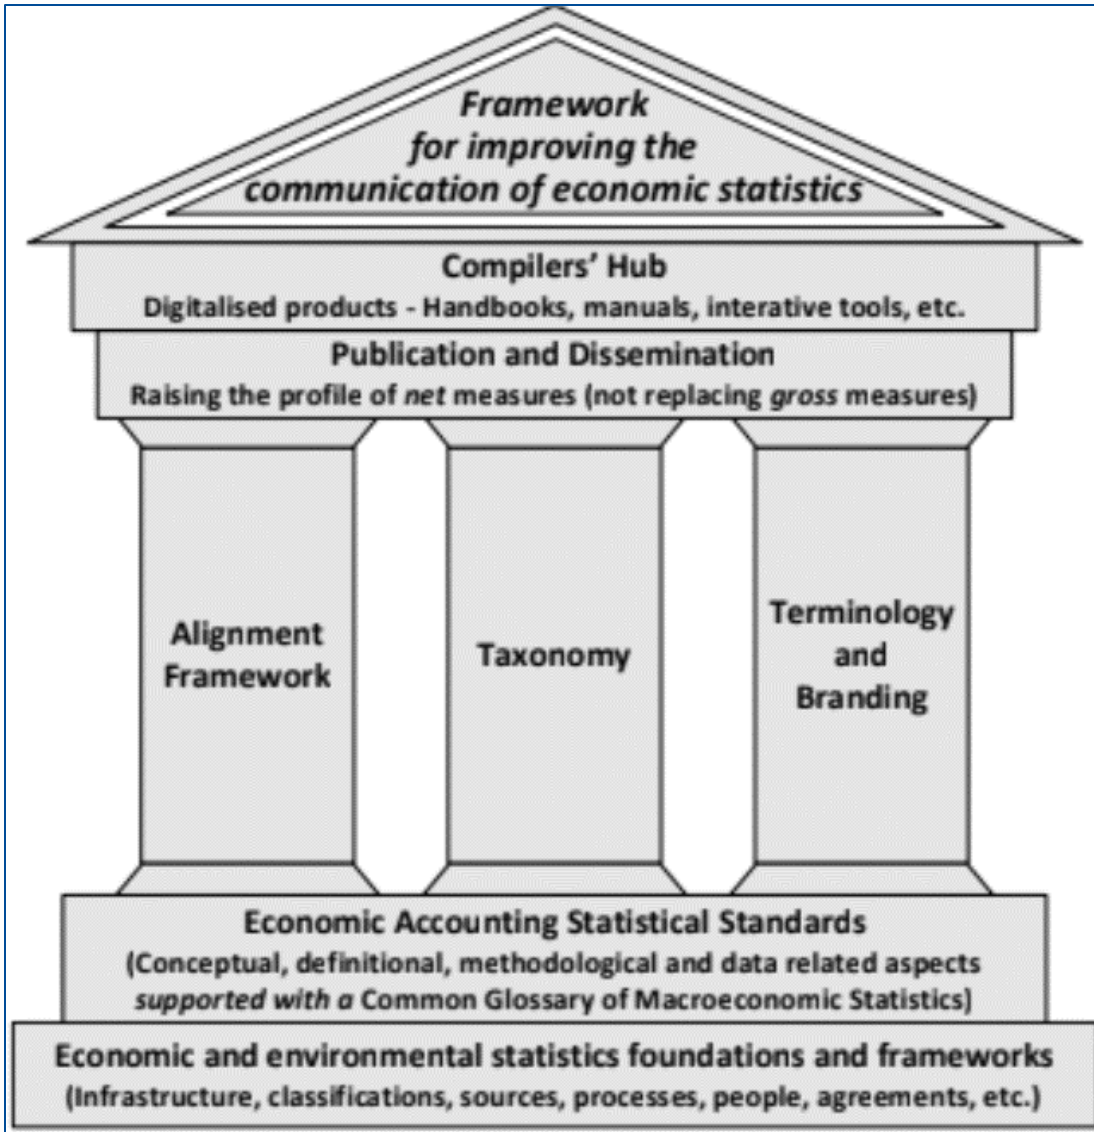 Framework
for improving the
communication of economic statistics
Compilers' Hub
Digitalised products - Handbooks, manuals, interative tools, etc.
Publication and Dissemination
Raising the profile of net measures (not replacing gross measures)
Alignment
Framework
Taxonomy
Terminology
and
Branding
Economic Accounting Statistical Standards
(Conceptual, definitional, methodological and data related aspects
supported with a Common Glossary of Macroeconomic Statistics)
Economic and environmental statistics foundations and frameworks
(Infrastructure, classifications, sources, processes, people, agreements, etc.)